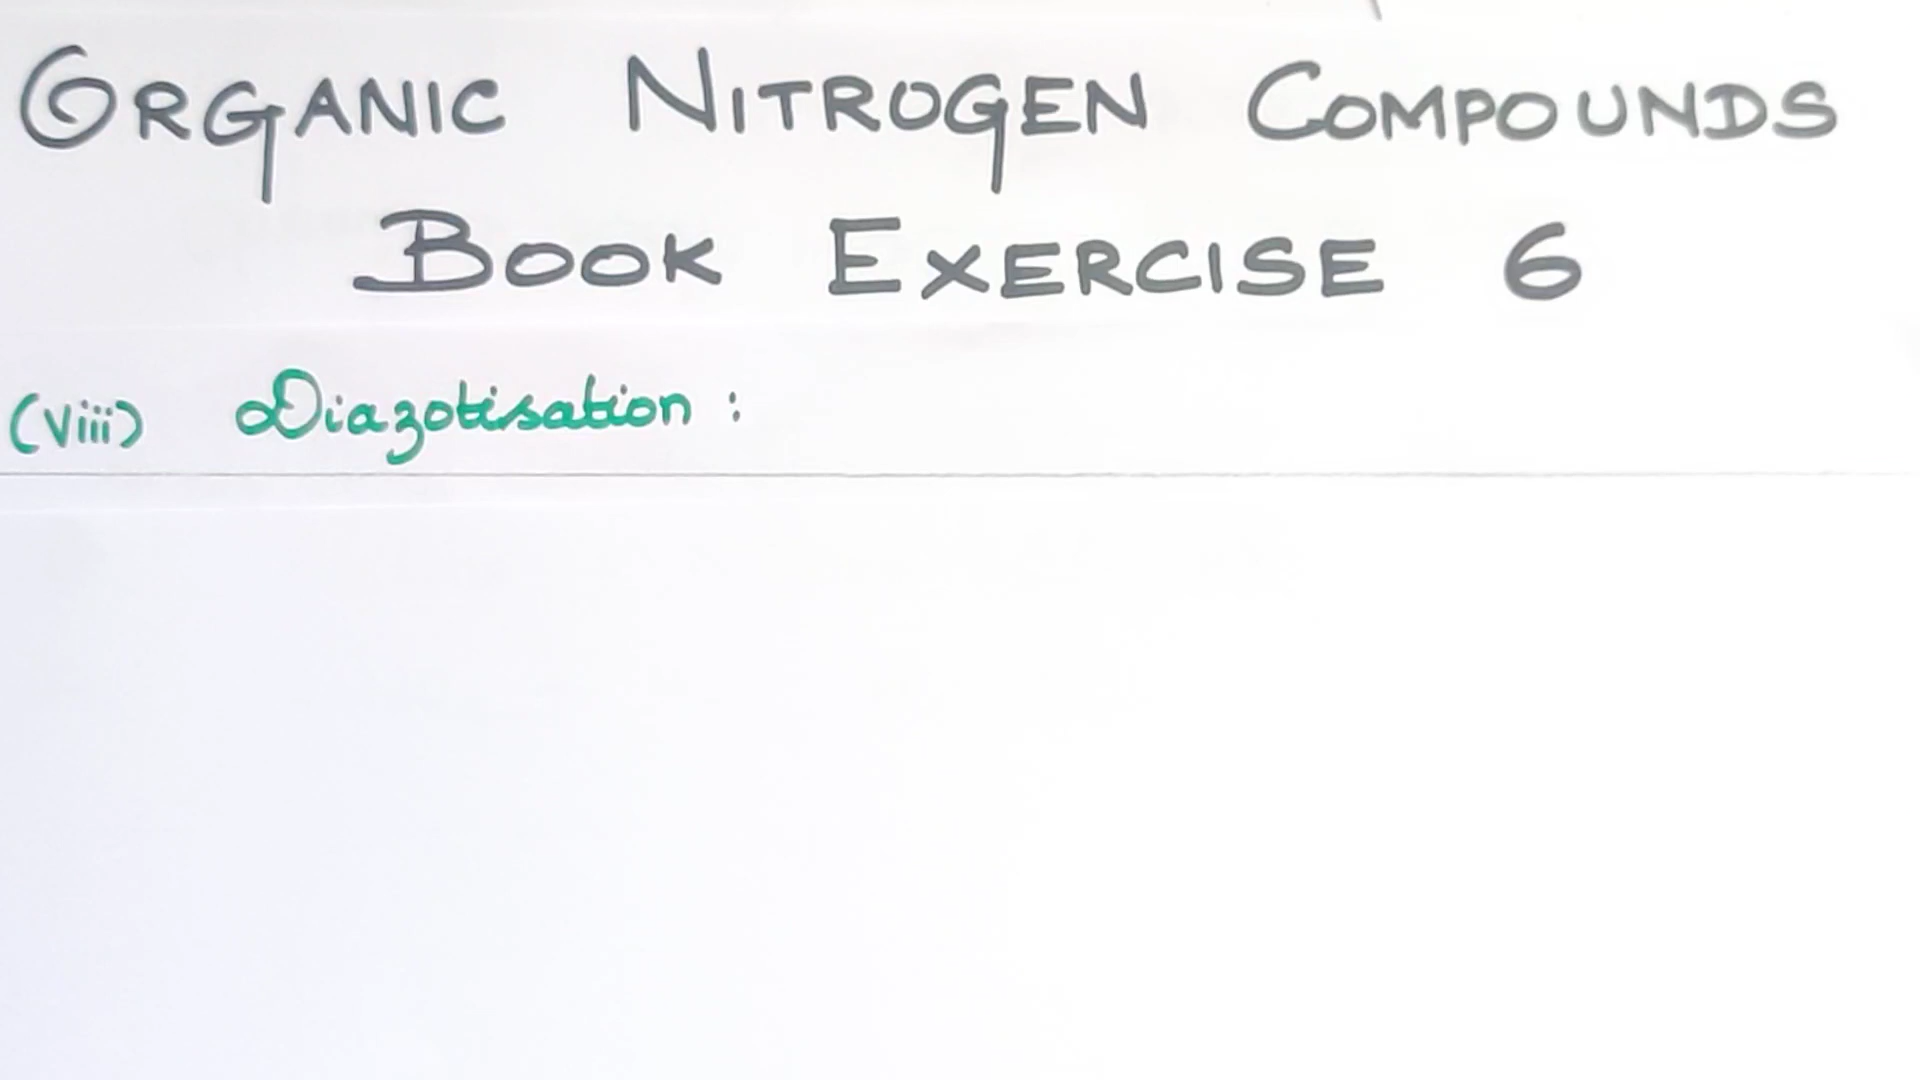 ORGANIC NITROGEN COMPOUNDS
BOOK EXERCISE 6
(viii) Diazotisation :